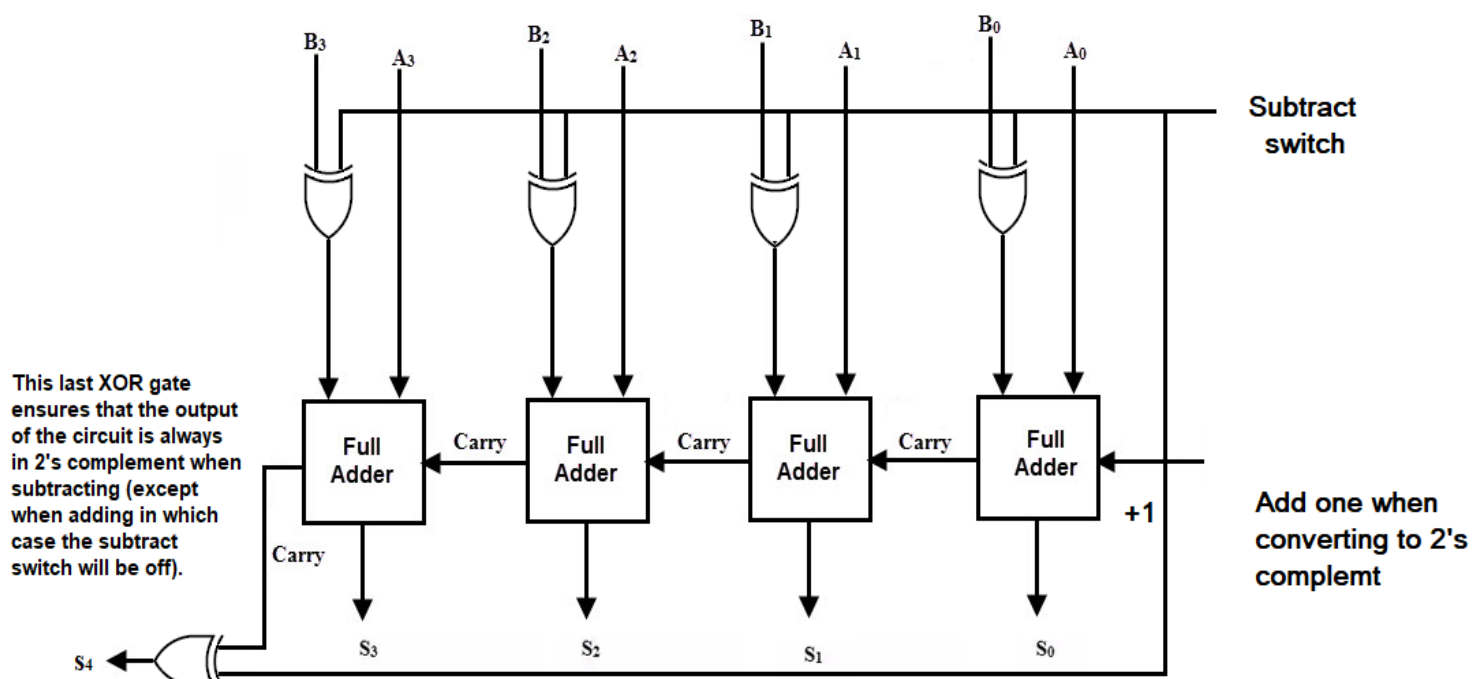 B₃
A₃
B₂
A₂
B₁
A₁
B₀
A₀
Subtract
switch
This last XOR gate
ensures that the output
of the circuit is always
in 2's complement when
subtracting (except
when adding in which
case the subtract
switch will be off).
Full
Adder
Carry
Full
Adder
Carry
Full
Adder
Carry
Full
Adder
+1
Add one when
converting to 2's
complemt
Carry
S₄
S₃
S₂
S₁
S₀